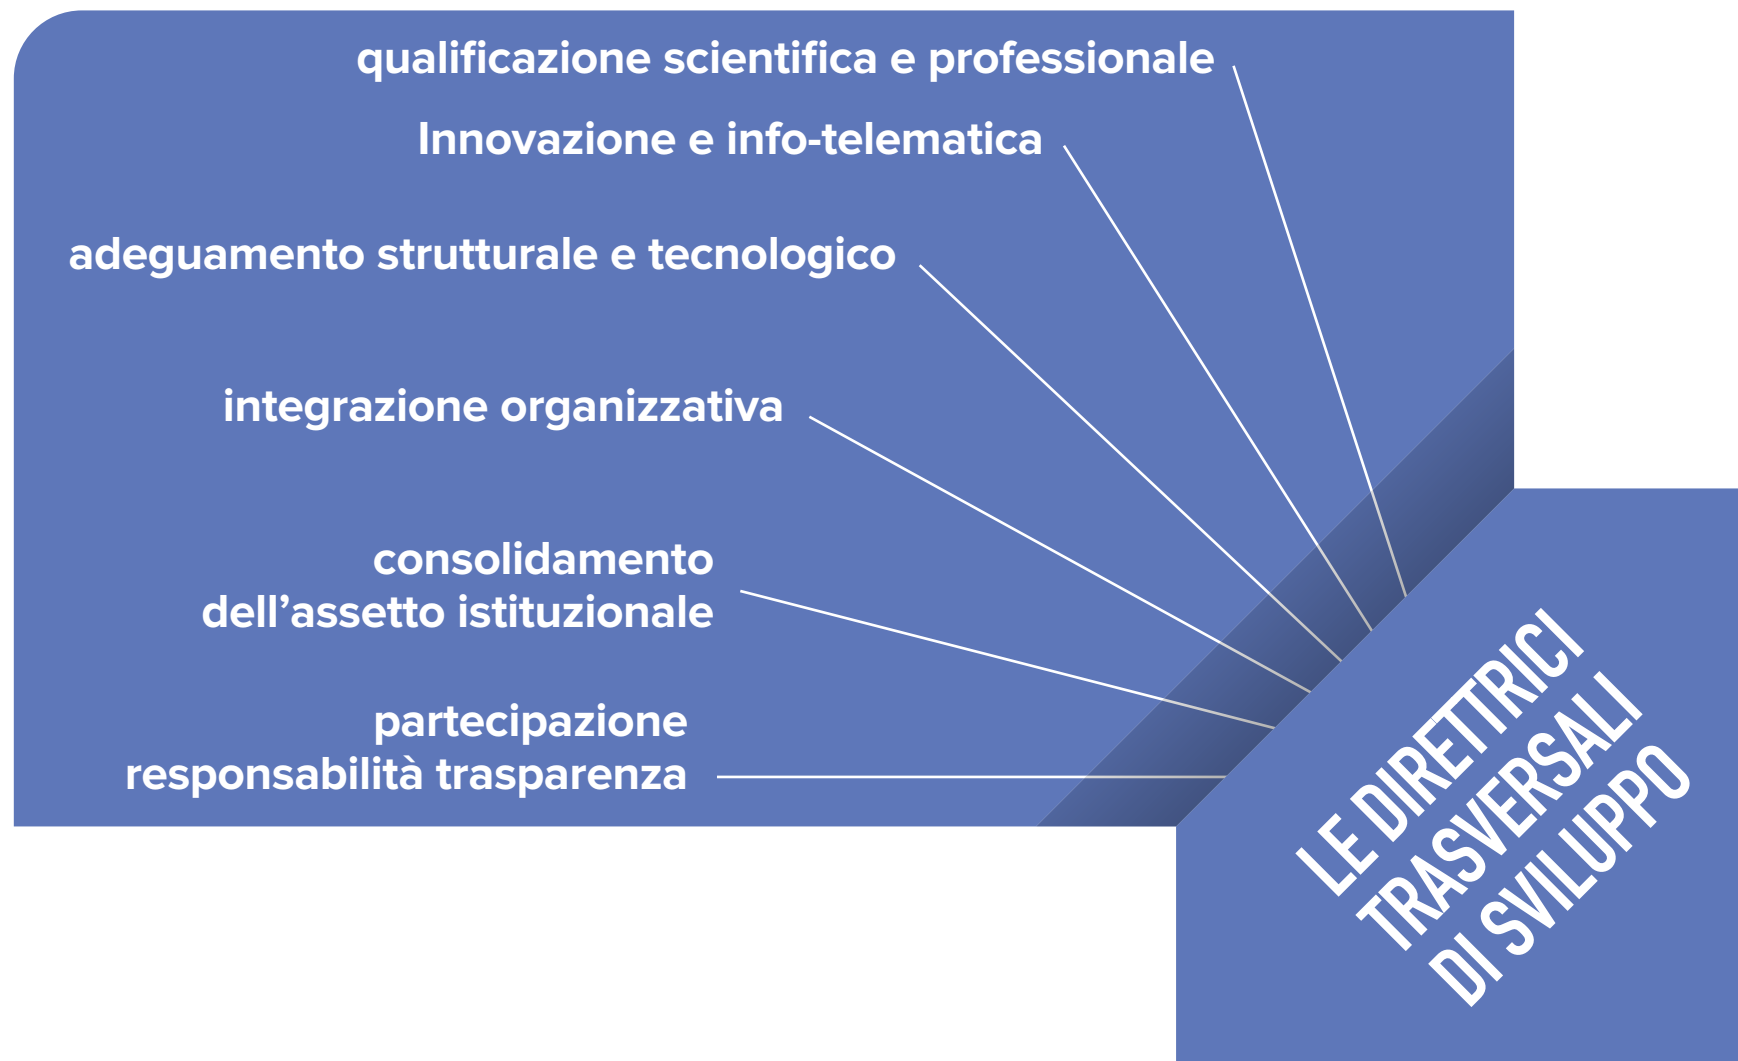 qualificazione scientifica e professionale
Innovazione e info-telematica
adeguamento strutturale e tecnologico
integrazione organizzativa
consolidamento
dell’assetto istituzionale
partecipazione
responsabilità trasparenza
LE DIRETTRICI
TRASVERSALI
DI SVILUPPO